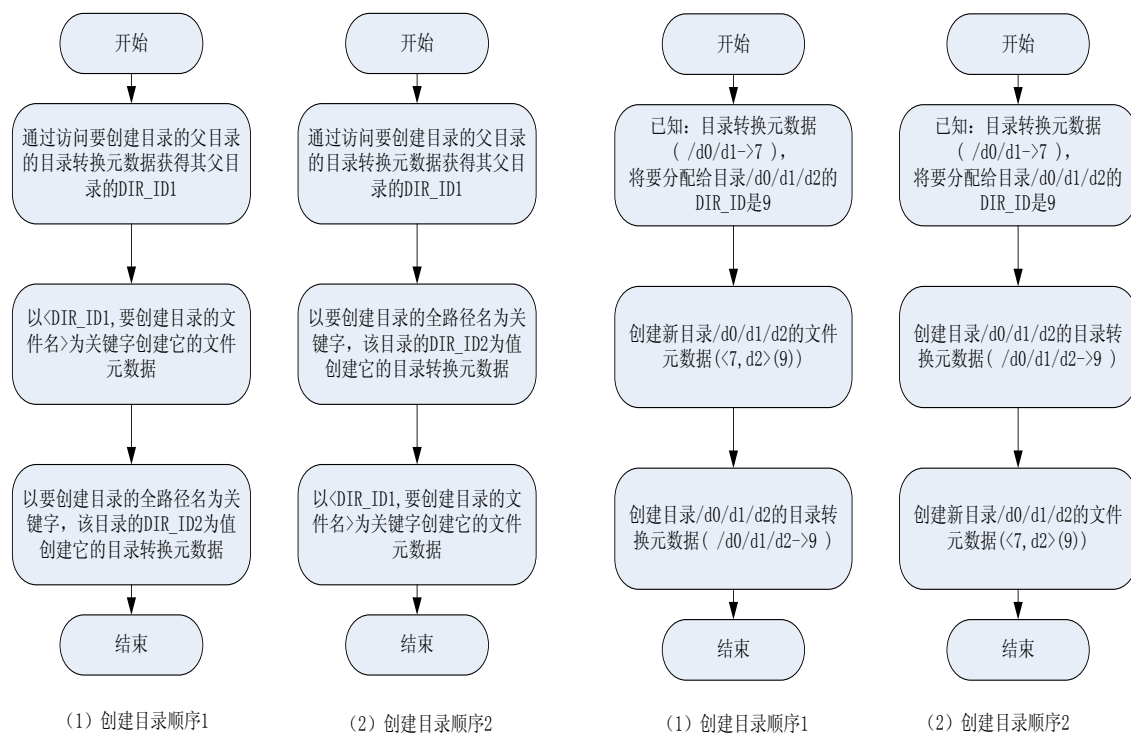 开始
通过访问要创建目录的父目录
的目录转换元数据获得其父目
录的DIR_ID1
以<DIR_ID1,要创建目录的文
件名>为关键字创建它的文件
元数据
以要创建目录的全路径名为关
键字，该目录的DIR_ID2为值
创建它的目录转换元数据
结束
（1）创建目录顺序1
开始
通过访问要创建目录的父目录
的目录转换元数据获得其父目
录的DIR_ID1
以要创建目录的全路径名为关
键字，该目录的DIR_ID2为值
创建它的目录转换元数据
以<DIR_ID1,要创建目录的文
件名>为关键字创建它的文件
元数据
结束
（2）创建目录顺序2
开始
已知：目录转换元数据
( /d0/d1->7 )，
将要分配给目录/d0/d1/d2的
DIR_ID是9
创建新目录/d0/d1/d2的文件
元数据(<7,d2>(9))
创建目录/d0/d1/d2的目录转
换元数据( /d0/d1/d2->9 )
结束
（1）创建目录顺序1
开始
已知：目录转换元数据
( /d0/d1->7 )，
将要分配给目录/d0/d1/d2的
DIR_ID是9
创建目录/d0/d1/d2的目录转
换元数据( /d0/d1/d2->9 )
创建新目录/d0/d1/d2的文件
元数据(<7,d2>(9))
结束
（2）创建目录顺序2